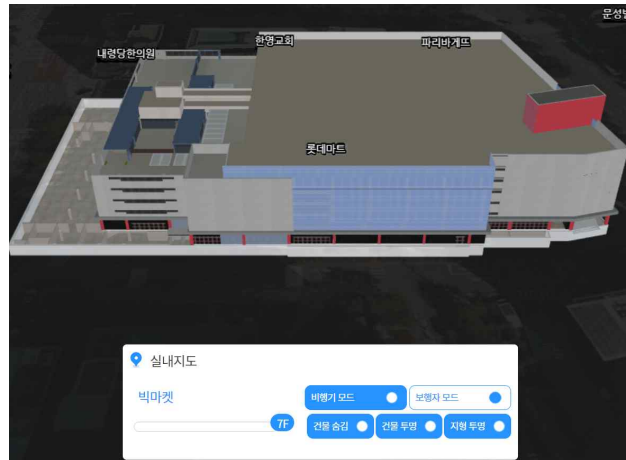 문성
한영교회
파리바게뜨
내령당한의원
롯데마트
실내지도
빅마켓
비행기 모드
보행자 모드
7F
건물 숨김
건물 투명
지형 투명